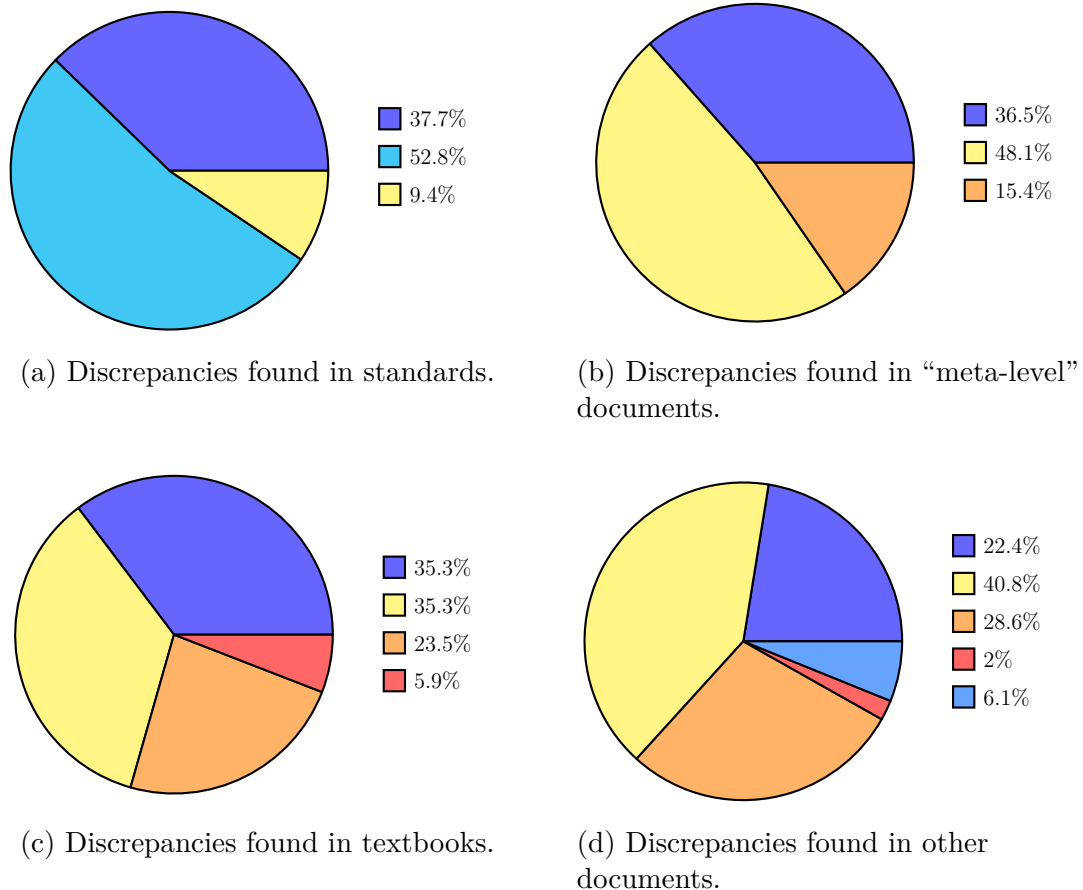 37.7%
52.8%
9.4%
(a) Discrepancies found in standards.
36.5%
48.1%
15.4%
(b) Discrepancies found in “meta-level”
documents.
35.3%
35.3%
23.5%
5.9%
(c) Discrepancies found in textbooks.
22.4%
40.8%
28.6%
2%
6.1%
(d) Discrepancies found in other
documents.